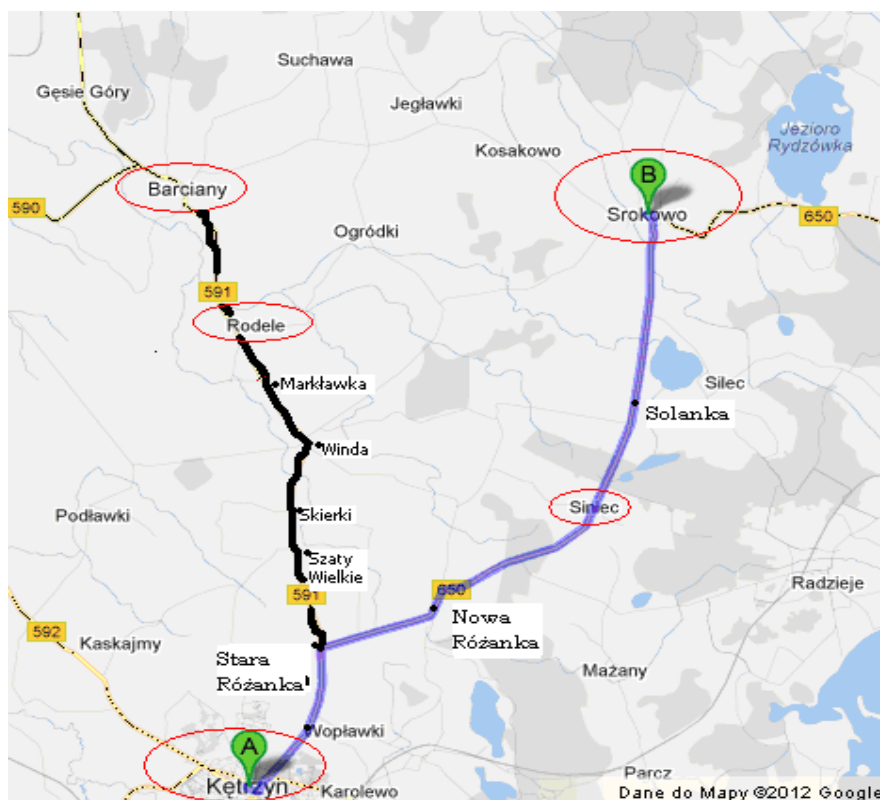 Suchawa
Gęsie Góry
Jegławki
Jezioro
Rydzówka
Kosakowo
B
Barciany
590
Srokowo
650
Ogródki
591
Rodele
Markławka
Silec
Solanka
Winda
Siniec
Skierki
Podławki
Szaty
Wielkie
Radzieje
591
650
Nowa
Różanka
592
Kaskajmy
Stara
Różanka
Mażany
Wopławki
A
Kętrzyn
Karolewo
Parcz
Dane do Mapy ©2012 Google